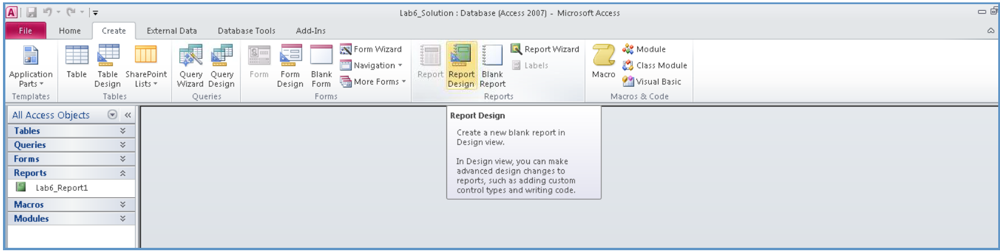 Lab6_Solution : Database (Access 2007) - Microsoft Access
File Home Create External Data Database Tools Add-Ins
Application Parts
Table
Table Design
SharePoint Lists
Query Wizard
Query Design
Form
Form Design
Blank Form
Form Wizard
Navigation
More Forms
Report
Report Design
Blank Report
Report Wizard
Labels
Macro
Module
Class Module
Visual Basic
Templates Tables Queries Forms Reports Macros & Code
All Access Objects
Tables
Queries
Forms
Reports
Lab6_Report1
Macros
Modules
Report Design
Create a new blank report in
Design view.
In Design view, you can make
advanced design changes to
reports, such as adding custom
control types and writing code.